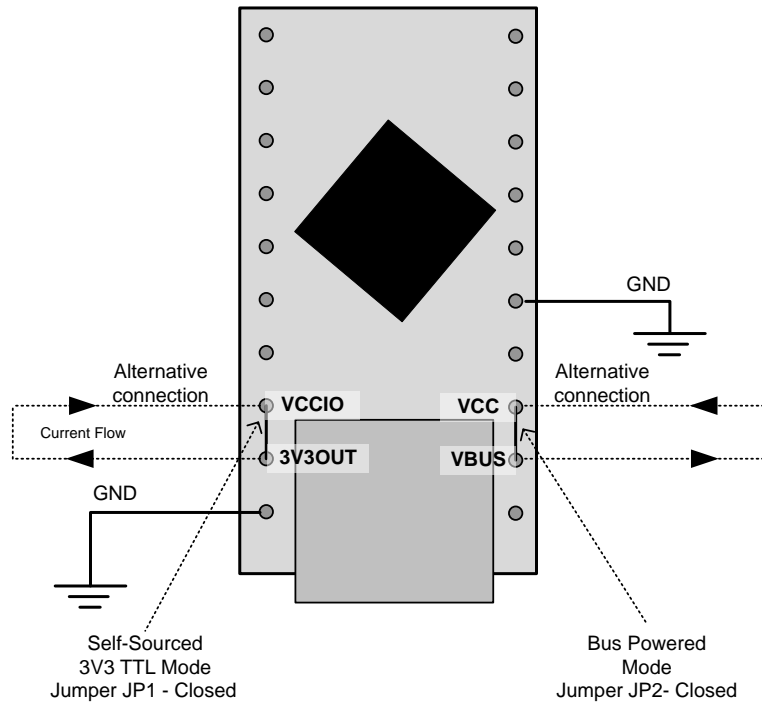 GND
Alternative
connection
Alternative
connection
VCCIO
VCC
Current Flow
3V3OUT
VBUS
GND
Self-Sourced
3V3 TTL Mode
Jumper JP1 - Closed
Bus Powered
Mode
Jumper JP2- Closed